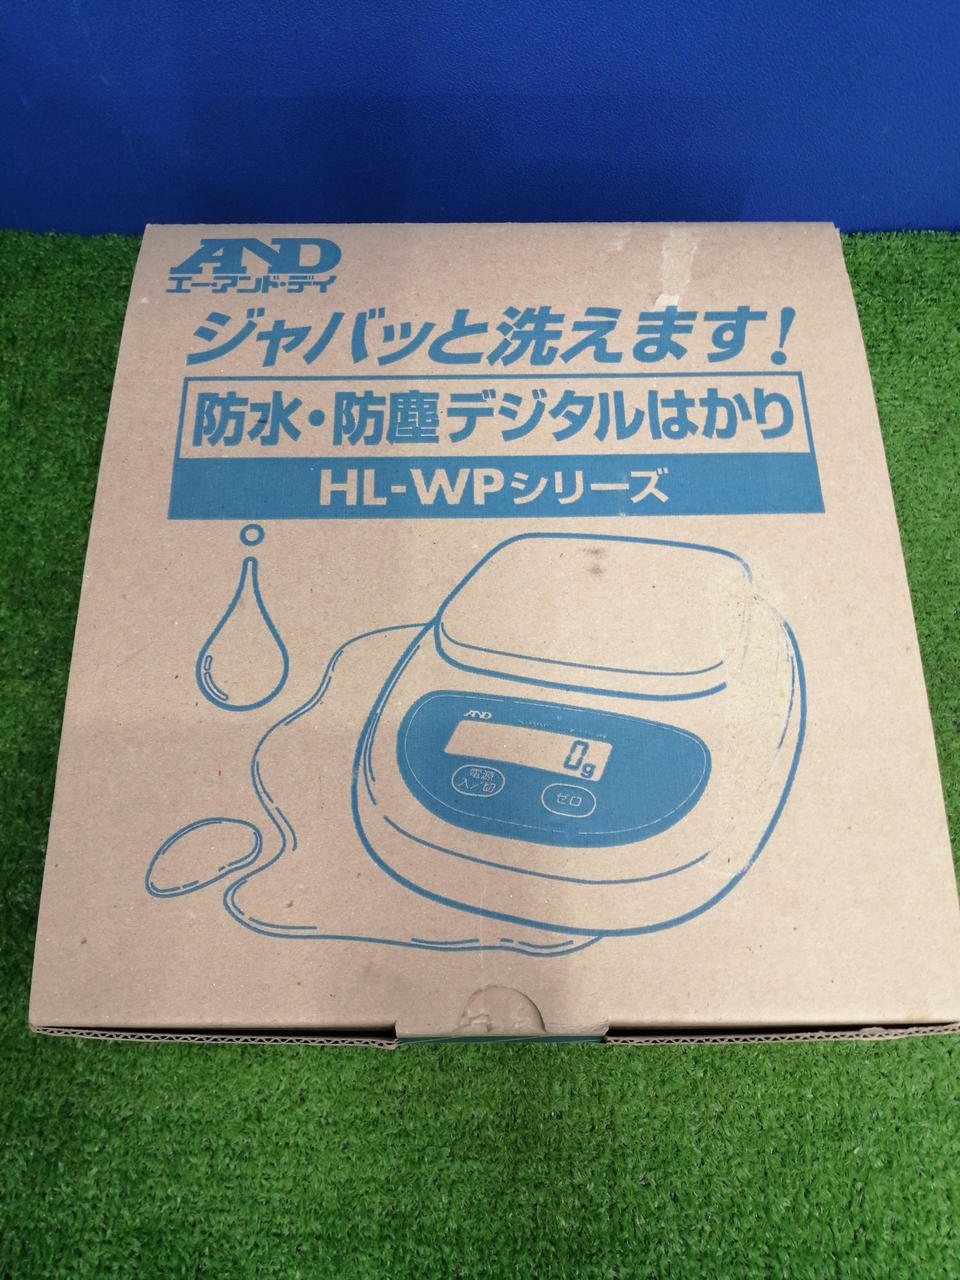 AND
エー・アンド・デイ
ジャバッと洗えます!
防水・防塵デジタルはかり
HL-WPシリーズ
AND
0g
電源
入/切
ゼロ